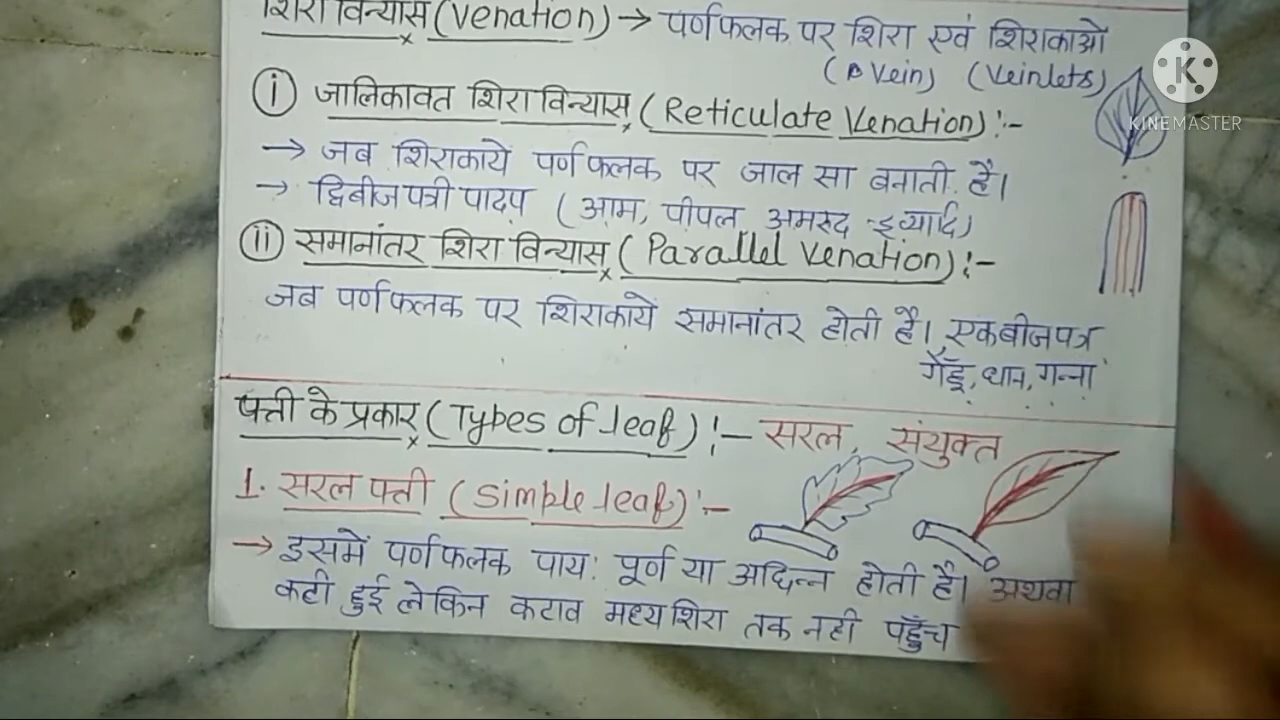 शिरा विन्यास (Venation) → पर्णफलक पर शिरा एवं शिराकाओ
(Vein) (Veinlets)
K
KINEMASTER
(i) जालिकावत शिरा विन्यास (Reticulate Venation) :-
→ जब शिराकाये पर्णफलक पर जाल सा बनाती है।
→ द्विबीजपत्री पादप (आम, पीपल अमरुद इत्यादि)
(ii) समानांतर शिरा विन्यास (Parallel Venation) :-
जब पर्णफलक पर शिराकाये समानांतर होती है। एकबीजपत्र
गेहूँ, धान, गन्ना
पत्ती के प्रकार (Types of leaf) :- सरल, संयुक्त
1. सरल पत्ती (Simple leaf) :-
→ इसमें पर्णफलक पाय: पूर्ण या अछिन्न होती है। अथवा
कटी हुई लेकिन कटाव मध्यशिरा तक नही पहुँच